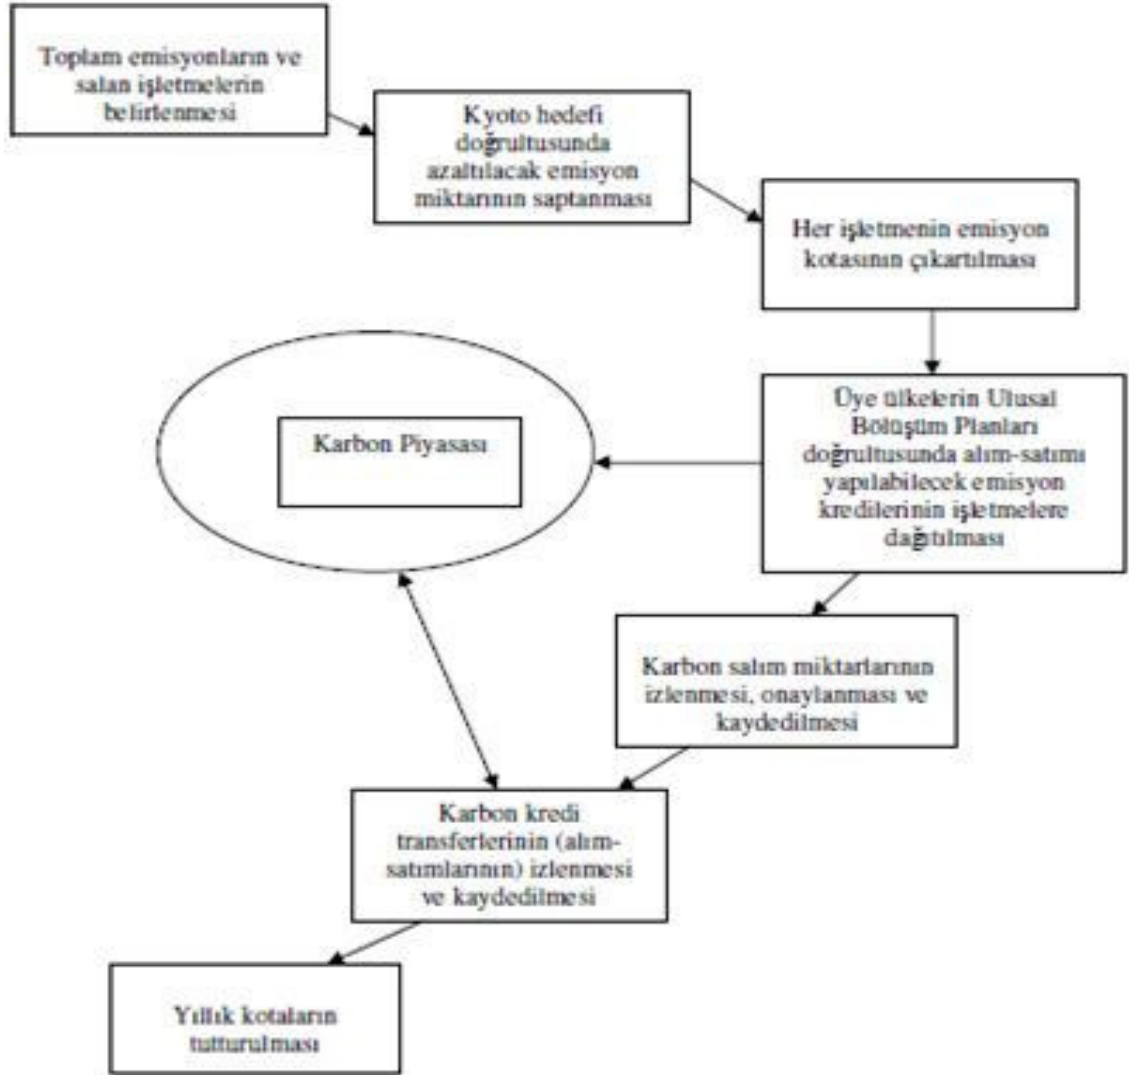 Toplam emisyonların ve
salan işletmelerin
belirlenmesi
Kyoto hedefi
doğrultusunda
azaltılacak emisyon
miktarının saptanması
Her işletmenin emisyon
kotasının çıkartılması
Üye ülkelerin Ulusal
Bölüşüm Planları
doğrultusunda alım-satımı
yapılabilecek emisyon
kredilerinin işletmelere
dağıtılması
Karbon Piyasası
Karbon salım miktarlarının
izlenmesi, onaylanması ve
kaydedilmesi
Karbon kredi
transferlerinin (alım-
satımlarının) izlenmesi
ve kaydedilmesi
Yıllık kotaların
tutturulması